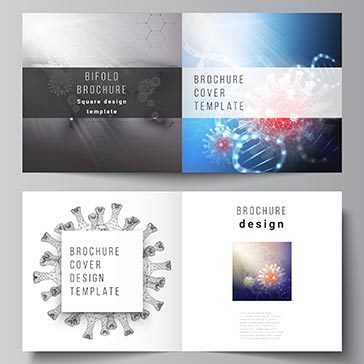 BIFOLD
BROCHURE
Square design
template
BROCHURE
COVER
TEMPLATE
BROCHURE
COVER
DESIGN
TEMPLATE
BROCHURE
design